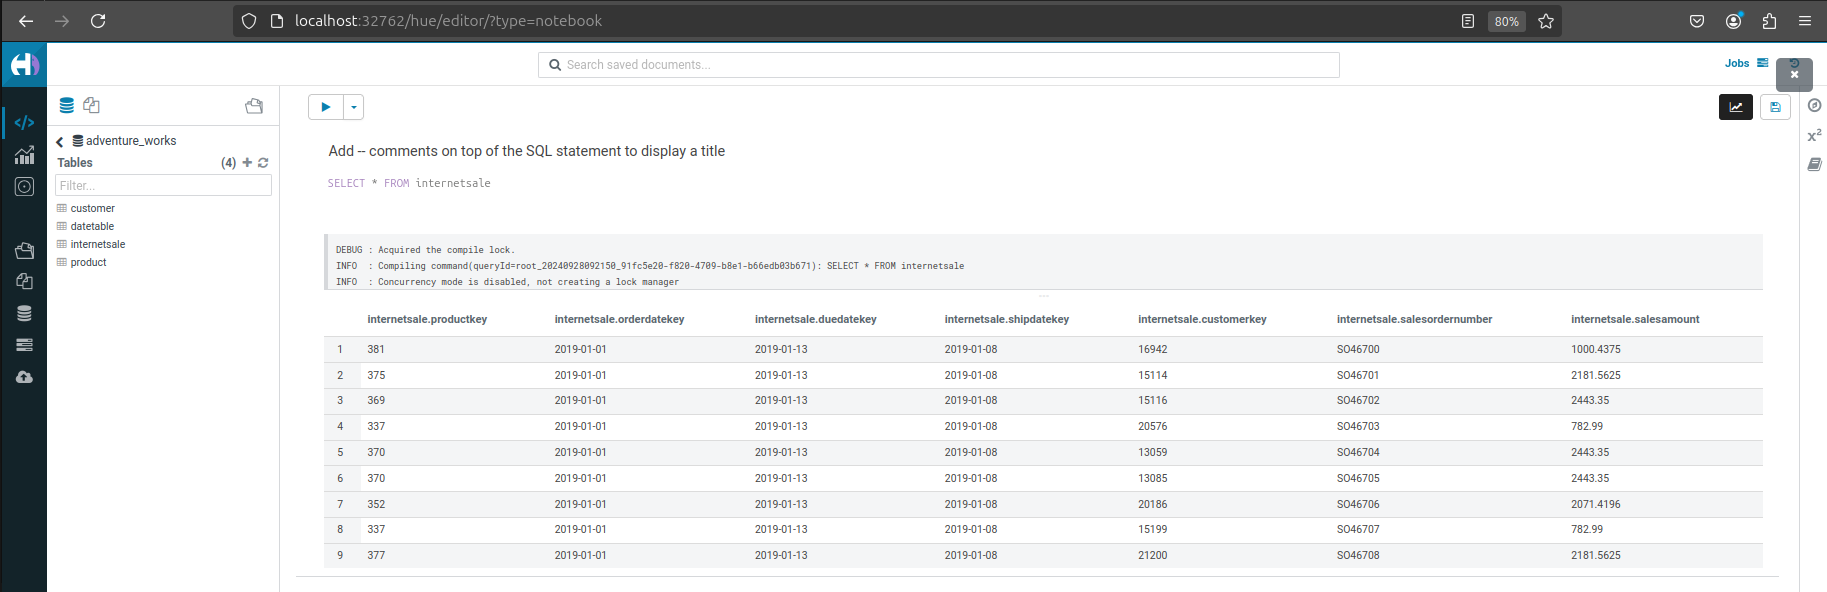 localhost:32762/hue/editor/?type=notebook
80%
Search saved documents...
Jobs
adventure_works
Tables (4)
Filter...
customer
datetable
internetsale
product
Add -- comments on top of the SQL statement to display a title
SELECT * FROM internetsale
DEBUG : Acquired the compile lock.
INFO : Compiling command(queryId=root_20240928092150_91fc5e20-f820-4709-b8e1-b66edb03b671): SELECT * FROM internetsale
INFO : Concurrency mode is disabled, not creating a lock manager
internetsale.productkey internetsale.orderdatekey internetsale.duedatekey internetsale.shipdatekey internetsale.customerkey internetsale.salesordernumber internetsale.salesamount
1 381 2019-01-01 2019-01-13 2019-01-08 16942 SO46700 1000.4375
2 375 2019-01-01 2019-01-13 2019-01-08 15114 SO46701 2181.5625
3 369 2019-01-01 2019-01-13 2019-01-08 15116 SO46702 2443.35
4 337 2019-01-01 2019-01-13 2019-01-08 20576 SO46703 782.99
5 370 2019-01-01 2019-01-13 2019-01-08 13059 SO46704 2443.35
6 370 2019-01-01 2019-01-13 2019-01-08 13085 SO46705 2443.35
7 352 2019-01-01 2019-01-13 2019-01-08 20186 SO46706 2071.4196
8 337 2019-01-01 2019-01-13 2019-01-08 15199 SO46707 782.99
9 377 2019-01-01 2019-01-13 2019-01-08 21200 SO46708 2181.5625
x²